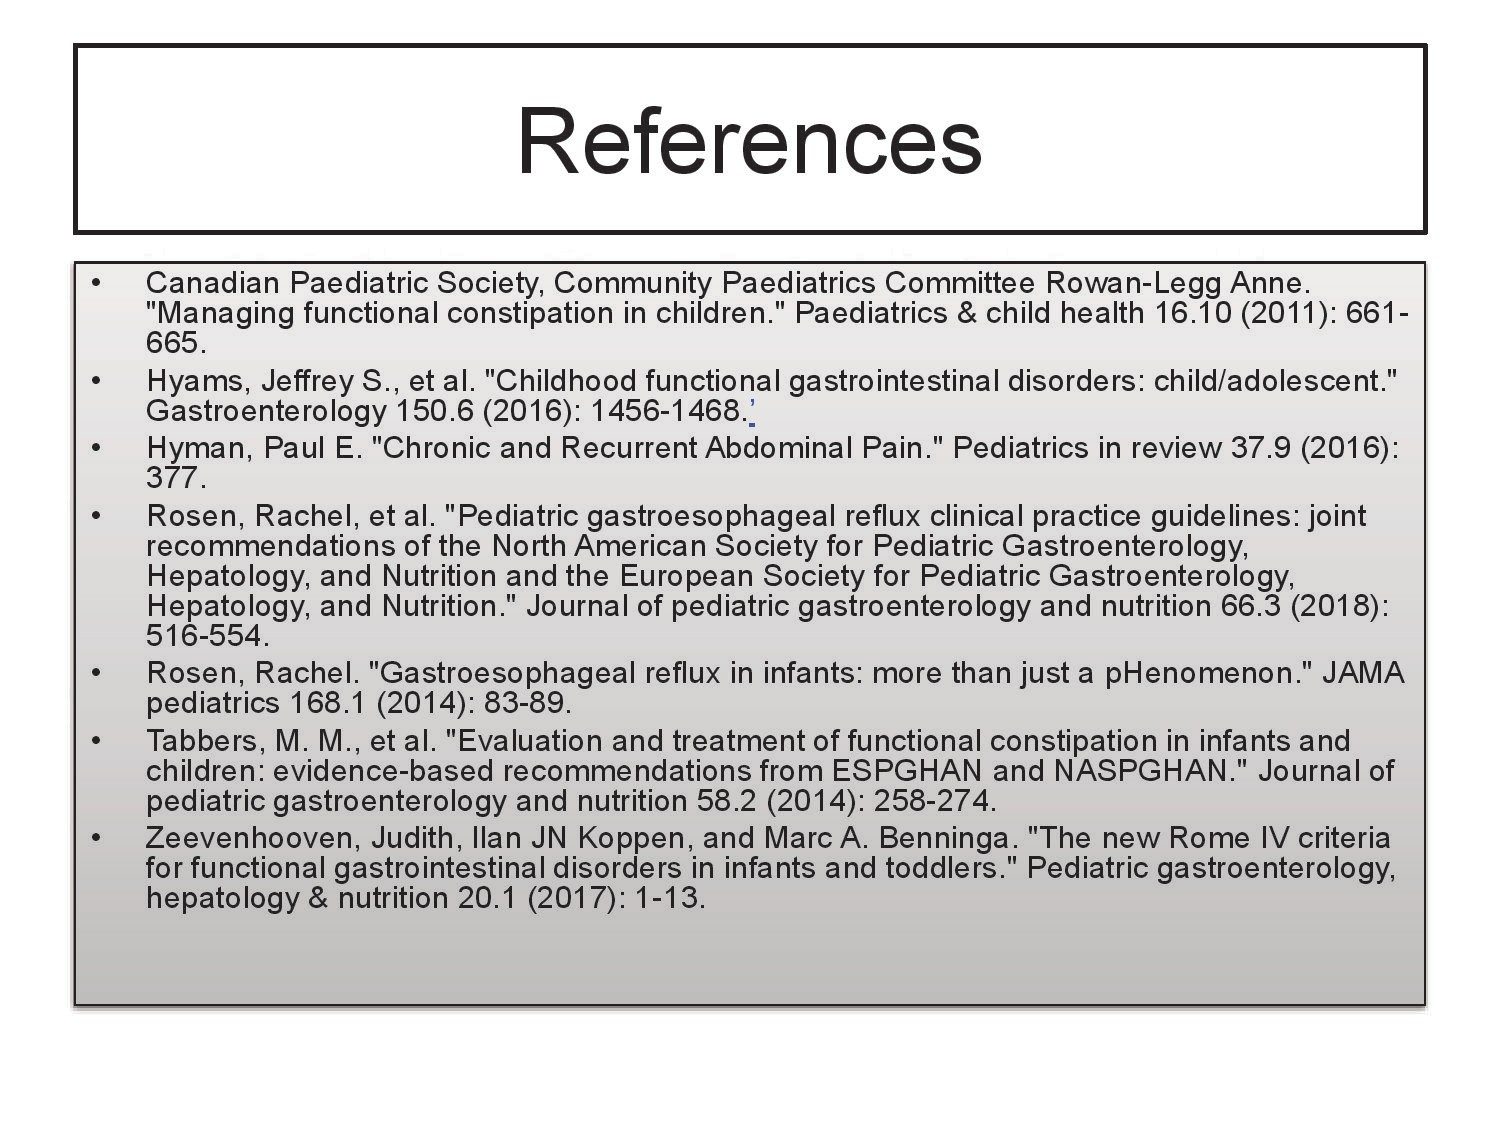 References
• Canadian Paediatric Society, Community Paediatrics Committee Rowan-Legg Anne.
"Managing functional constipation in children." Paediatrics & child health 16.10 (2011): 661-
665.
• Hyams, Jeffrey S., et al. "Childhood functional gastrointestinal disorders: child/adolescent."
Gastroenterology 150.6 (2016): 1456-1468.’
• Hyman, Paul E. "Chronic and Recurrent Abdominal Pain." Pediatrics in review 37.9 (2016):
377.
• Rosen, Rachel, et al. "Pediatric gastroesophageal reflux clinical practice guidelines: joint
recommendations of the North American Society for Pediatric Gastroenterology,
Hepatology, and Nutrition and the European Society for Pediatric Gastroenterology,
Hepatology, and Nutrition." Journal of pediatric gastroenterology and nutrition 66.3 (2018):
516-554.
• Rosen, Rachel. "Gastroesophageal reflux in infants: more than just a pHenomenon." JAMA
pediatrics 168.1 (2014): 83-89.
• Tabbers, M. M., et al. "Evaluation and treatment of functional constipation in infants and
children: evidence-based recommendations from ESPGHAN and NASPGHAN." Journal of
pediatric gastroenterology and nutrition 58.2 (2014): 258-274.
• Zeevenhooven, Judith, Ilan JN Koppen, and Marc A. Benninga. "The new Rome IV criteria
for functional gastrointestinal disorders in infants and toddlers." Pediatric gastroenterology,
hepatology & nutrition 20.1 (2017): 1-13.